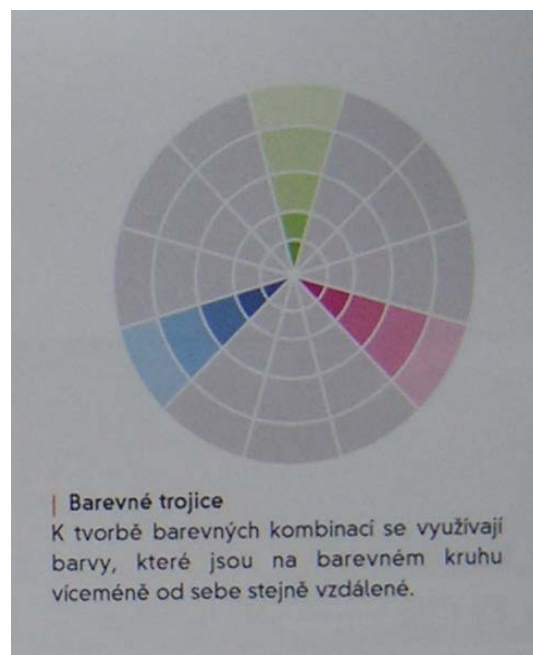 Barevné trojice
K tvorbě barevných kombinací se využívají
barvy, které jsou na barevném kruhu
víceméně od sebe stejně vzdálené.